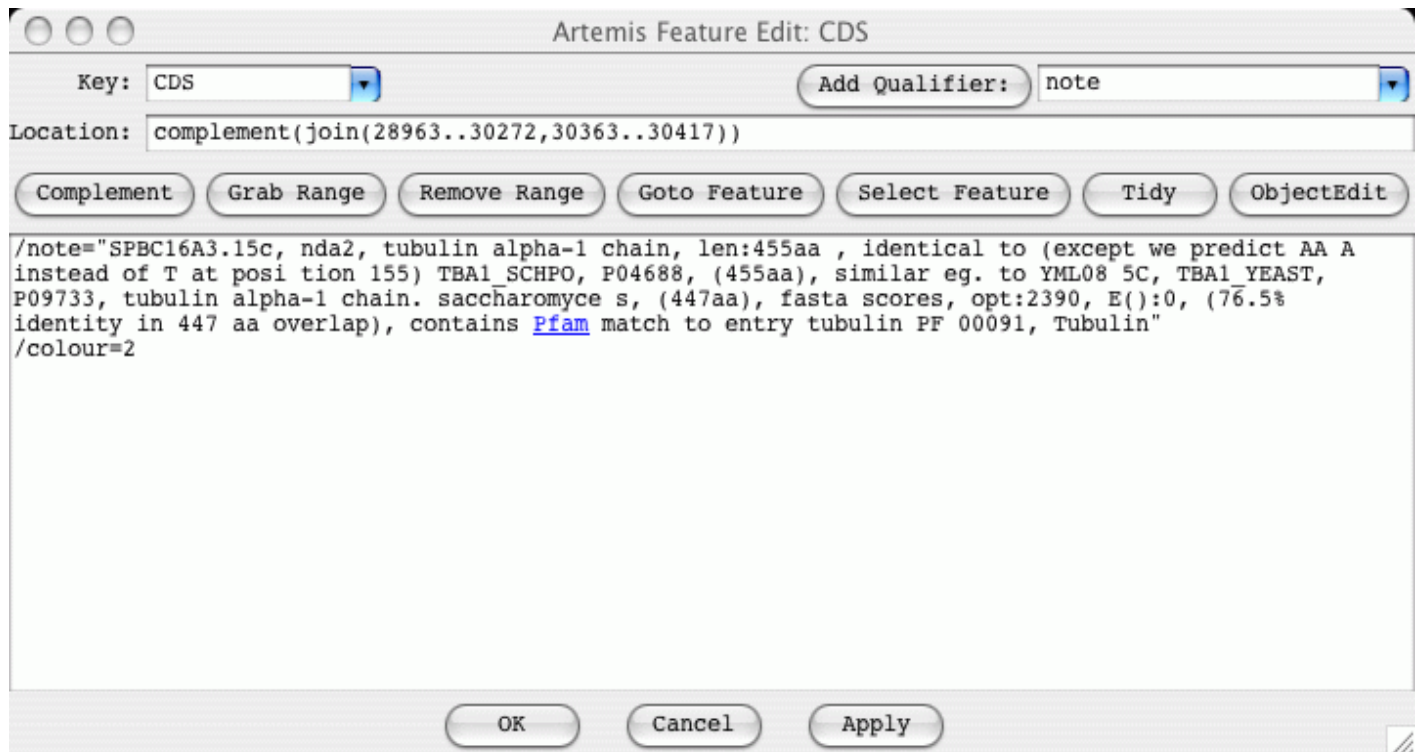 Artemis Feature Edit: CDS
Key: CDS Add Qualifier: note
Location: complement(join(28963..30272,30363..30417))
Complement Grab Range Remove Range Goto Feature Select Feature Tidy ObjectEdit
/note="SPBC16A3.15c, nda2, tubulin alpha-1 chain, len:455aa , identical to (except we predict AA A
instead of T at posi tion 155) TBA1_SCHPO, P04688, (455aa), similar eg. to YML08 5C, TBA1_YEAST,
P09733, tubulin alpha-1 chain. saccharomyce s, (447aa), fasta scores, opt:2390, E():0, (76.5%
identity in 447 aa overlap), contains Pfam match to entry tubulin PF 00091, Tubulin"
/colour=2
OK Cancel Apply